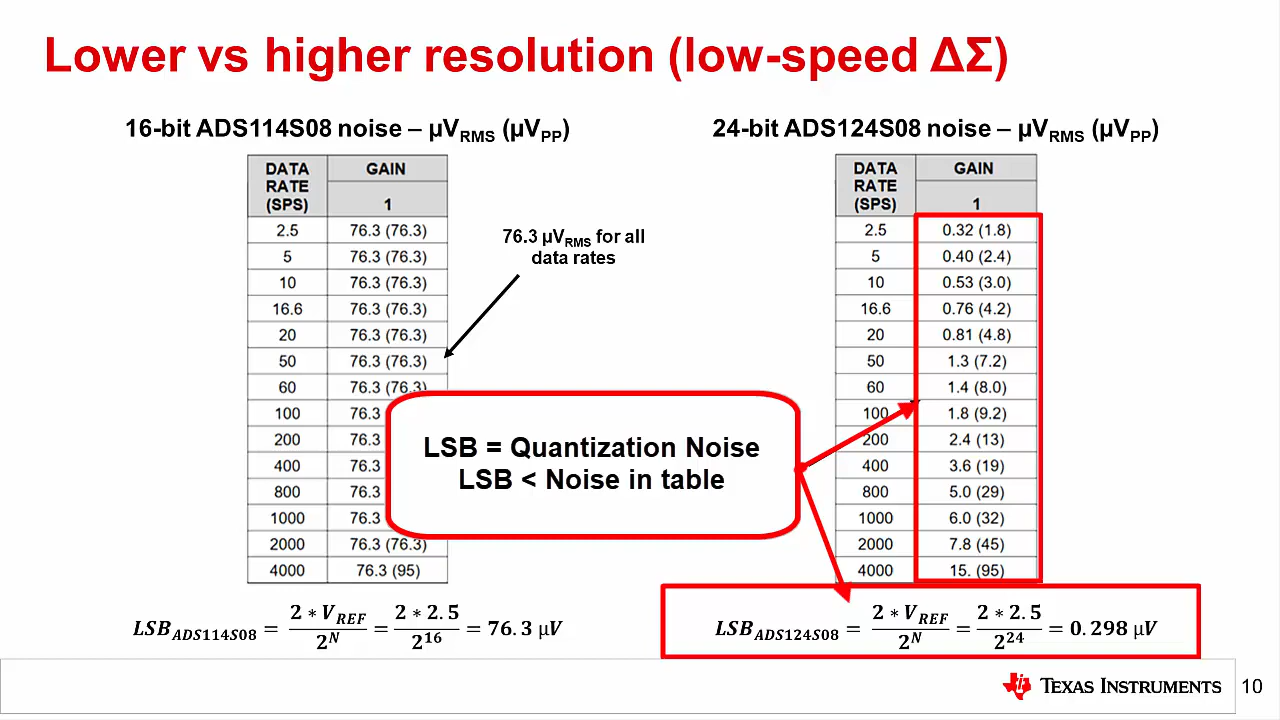 Lower vs higher resolution (low-speed ΔΣ)
16-bit ADS114S08 noise – µVRMS (µVPP)
DATA RATE (SPS) GAIN
1
2.5 76.3 (76.3)
5 76.3 (76.3)
10 76.3 (76.3)
16.6 76.3 (76.3)
20 76.3 (76.3)
50 76.3 (76.3)
60 76.3 (76.3)
100 76.3
200 76.3
400 76.3
800 76.3
1000 76.3
2000 76.3 (76.3)
4000 76.3 (95)
76.3 µVRMS for all
data rates
LSB = Quantization Noise
LSB < Noise in table
24-bit ADS124S08 noise – µVRMS (µVPP)
DATA RATE (SPS) GAIN
1
2.5 0.32 (1.8)
5 0.40 (2.4)
10 0.53 (3.0)
16.6 0.76 (4.2)
20 0.81 (4.8)
50 1.3 (7.2)
60 1.4 (8.0)
100 1.8 (9.2)
200 2.4 (13)
400 3.6 (19)
800 5.0 (29)
1000 6.0 (32)
2000 7.8 (45)
4000 15. (95)
LSB_ADS114S08 = 2 * V_REF / 2^N = 2 * 2.5 / 2^16 = 76.3 µV
LSB_ADS124S08 = 2 * V_REF / 2^N = 2 * 2.5 / 2^24 = 0.298 µV
TEXAS INSTRUMENTS
10